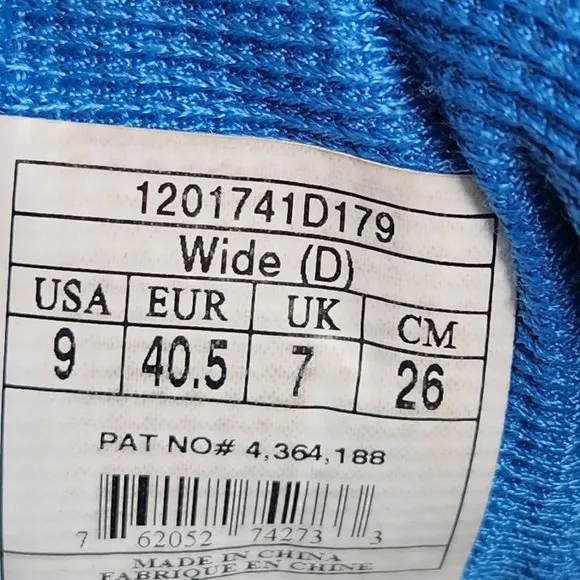 1201741D179
Wide (D)
USA EUR UK CM
9 40.5 7 26
PAT NO# 4,364,188
7 62052 74273 3
MADE IN CHINA
FABRIQUE EN CHINE